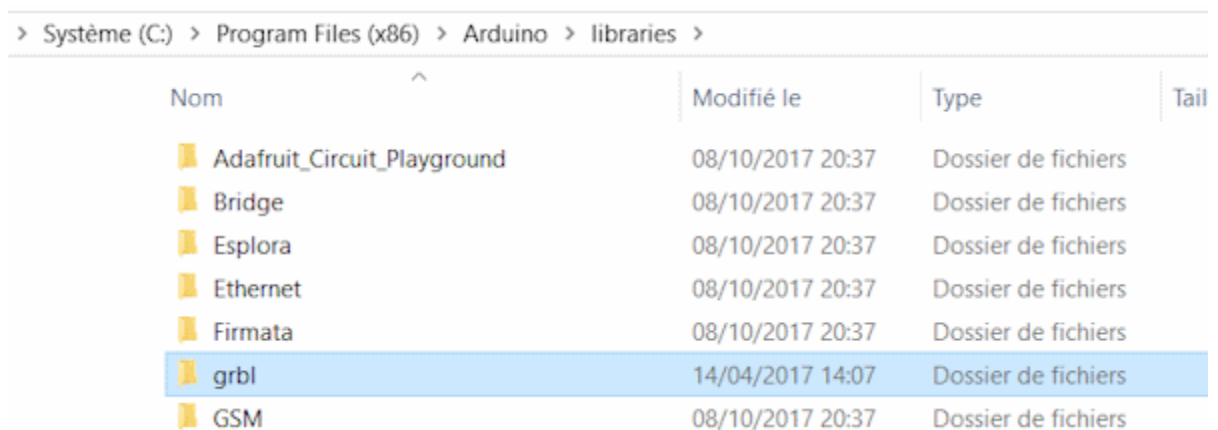 > Système (C:) > Program Files (x86) > Arduino > libraries >
Nom Modifié le Type Tail
Adafruit_Circuit_Playground 08/10/2017 20:37 Dossier de fichiers
Bridge 08/10/2017 20:37 Dossier de fichiers
Esplora 08/10/2017 20:37 Dossier de fichiers
Ethernet 08/10/2017 20:37 Dossier de fichiers
Firmata 08/10/2017 20:37 Dossier de fichiers
grbl 14/04/2017 14:07 Dossier de fichiers
GSM 08/10/2017 20:37 Dossier de fichiers